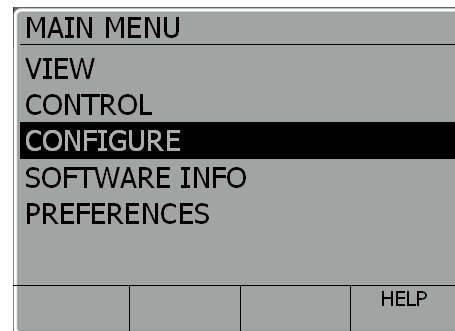 MAIN MENU
VIEW
CONTROL
CONFIGURE
SOFTWARE INFO
PREFERENCES
HELP